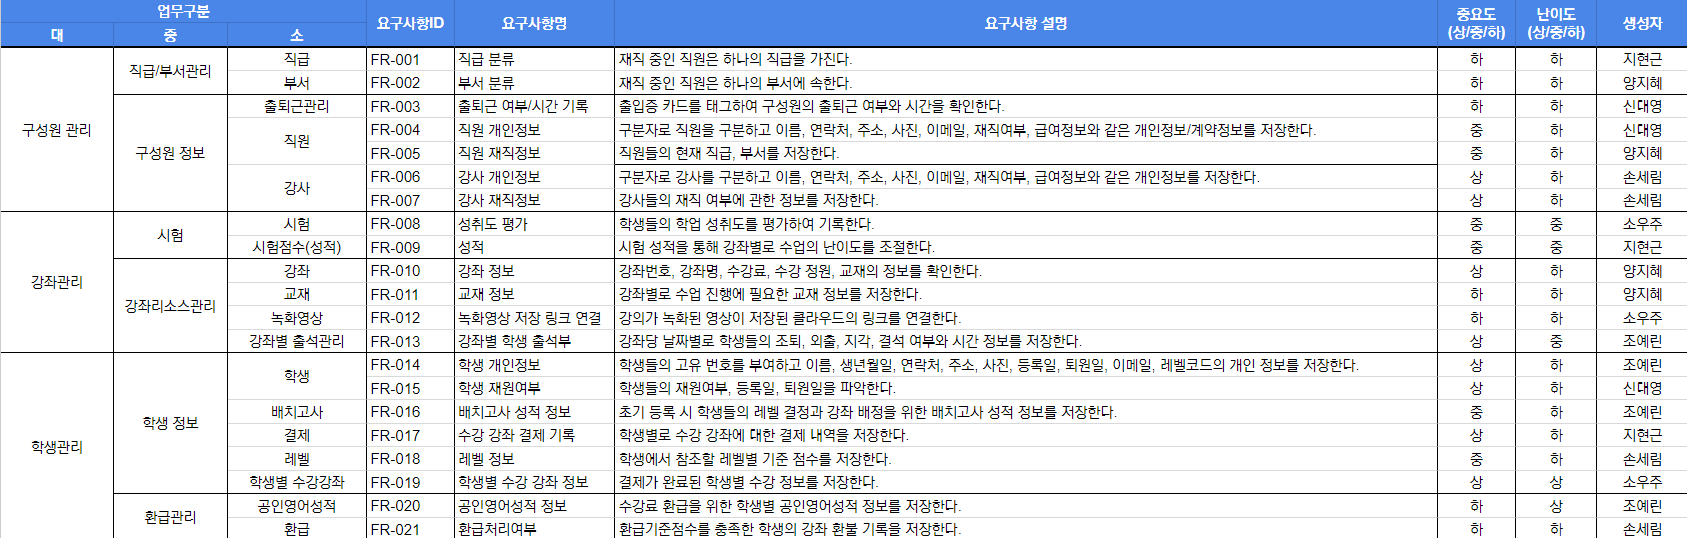 업무구분 요구사항ID 요구사항명 요구사항 설명 중요도 (상/중/하) 난이도 (상/중/하) 생성자
대 중 소
구성원 관리 직급/부서관리 직급 FR-001 직급 분류 재직 중인 직원은 하나의 직급을 가진다. 하 하 지현근
부서 FR-002 부서 분류 재직 중인 직원은 하나의 부서에 속한다. 하 하 양지혜
구성원 정보 출퇴근관리 FR-003 출퇴근 여부/시간 기록 출입증 카드를 태그하여 구성원의 출퇴근 여부와 시간을 확인한다. 하 하 신대영
직원 FR-004 직원 개인정보 구분자로 직원을 구분하고 이름, 연락처, 주소, 사진, 이메일, 재직여부, 급여정보와 같은 개인정보/계약정보를 저장한다. 중 하 신대영
FR-005 직원 재직정보 직원들의 현재 직급, 부서를 저장한다. 중 하 양지혜
강사 FR-006 강사 개인정보 구분자로 강사를 구분하고 이름, 연락처, 주소, 사진, 이메일, 재직여부, 급여정보와 같은 개인정보를 저장한다. 상 하 손세림
FR-007 강사 재직정보 강사들의 재직 여부에 관한 정보를 저장한다. 상 하 손세림
강좌관리 시험 시험 FR-008 성취도 평가 학생들의 학업 성취도를 평가하여 기록한다. 중 중 소우주
시험점수(성적) FR-009 성적 시험 성적을 통해 강좌별로 수업의 난이도를 조절한다. 중 중 지현근
강좌리소스관리 강좌 FR-010 강좌 정보 강좌번호, 강좌명, 수강료, 수강 정원, 교재의 정보를 확인한다. 상 하 양지혜
교재 FR-011 교재 정보 강좌별로 수업 진행에 필요한 교재 정보를 저장한다. 하 하 양지혜
녹화영상 FR-012 녹화영상 저장 링크 연결 강의가 녹화된 영상이 저장된 클라우드의 링크를 연결한다. 하 하 소우주
강좌별 출석관리 FR-013 강좌별 학생 출석부 강좌당 날짜별로 학생들의 조퇴, 외출, 지각, 결석 여부와 시간 정보를 저장한다. 상 중 조예린
학생관리 학생 정보 학생 FR-014 학생 개인정보 학생들의 고유 번호를 부여하고 이름, 생년월일, 연락처, 주소, 사진, 등록일, 퇴원일, 이메일, 레벨코드의 개인 정보를 저장한다. 상 하 조예린
FR-015 학생 재원여부 학생들의 재원여부, 등록일, 퇴원일을 파악한다. 상 하 신대영
배치고사 FR-016 배치고사 성적 정보 초기 등록 시 학생들의 레벨 결정과 강좌 배정을 위한 배치고사 성적 정보를 저장한다. 중 하 조예린
결제 FR-017 수강 강좌 결제 기록 학생별로 수강 강좌에 대한 결제 내역을 저장한다. 상 하 지현근
레벨 FR-018 레벨 정보 학생에서 참조할 레벨별 기준 점수를 저장한다. 중 하 손세림
학생별 수강강좌 FR-019 학생별 수강 강좌 정보 결제가 완료된 학생별 수강 정보를 저장한다. 상 상 소우주
환급관리 공인영어성적 FR-020 공인영어성적 정보 수강료 환급을 위한 학생별 공인영어성적 정보를 저장한다. 하 상 조예린
환급 FR-021 환급처리여부 환급기준점수를 충족한 학생의 강좌 환불 기록을 저장한다. 하 하 손세림